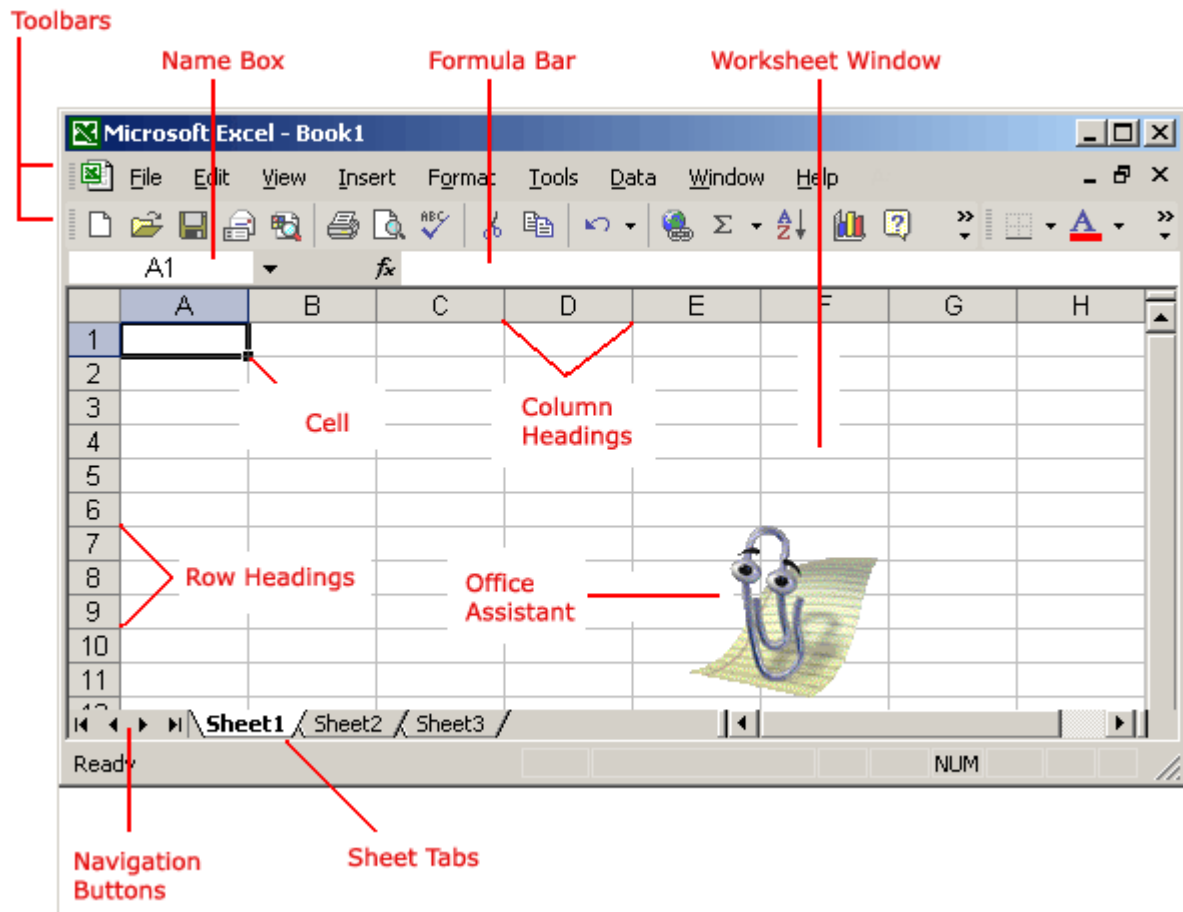 Toolbars
Name Box
Formula Bar
Worksheet Window
Microsoft Excel - Book1
File Edit View Insert Format Tools Data Window Help
ABC Σ A Z ? A
A1 fx
A B C D E F G H
1
2
3
4
5
6
7
8
9
10
11
12
Cell
Column
Headings
Row Headings
Office
Assistant
Sheet1 Sheet2 Sheet3
Ready NUM
Navigation
Buttons
Sheet Tabs